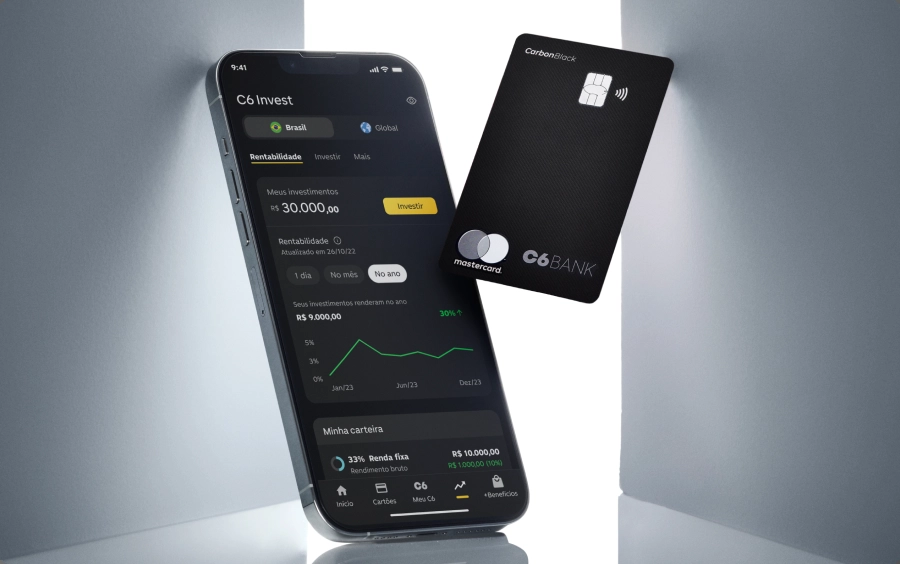 9:41
C6 Invest
Brasil Global
Rentabilidade Investir Mais
Meus investimentos
R$ 30.000,00
Investir
Rentabilidade
Atualizado em 26/10/22
1 dia No mês No ano
Seus investimentos renderam no ano
R$ 9.000,00 30% ↑
5%
3%
0%
Jan/23 Jun/23 Dez/23
Minha carteira
33% Renda fixa R$ 10.000,00
Rendimento bruto R$ 1.000,00 (10%)
Início Cartões C6 Meu C6 +Benefícios
CarbonBlack
mastercard.
C6BANK